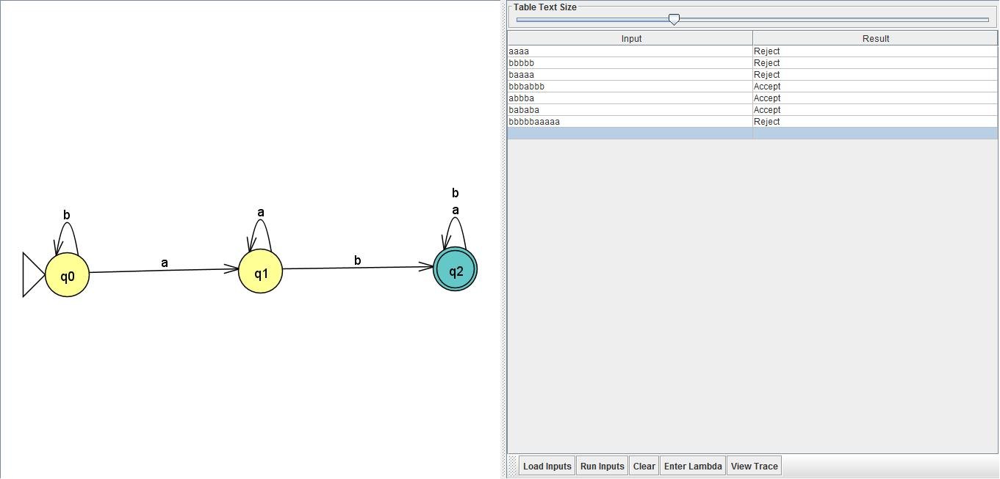 b
q0
a
a
q1
b
b
a
q2
Table Text Size
Input Result
aaaa Reject
bbbbb Reject
baaaa Reject
bbbabbb Accept
abbba Accept
bababa Accept
bbbbbaaaaa Reject
Load Inputs Run Inputs Clear Enter Lambda View Trace